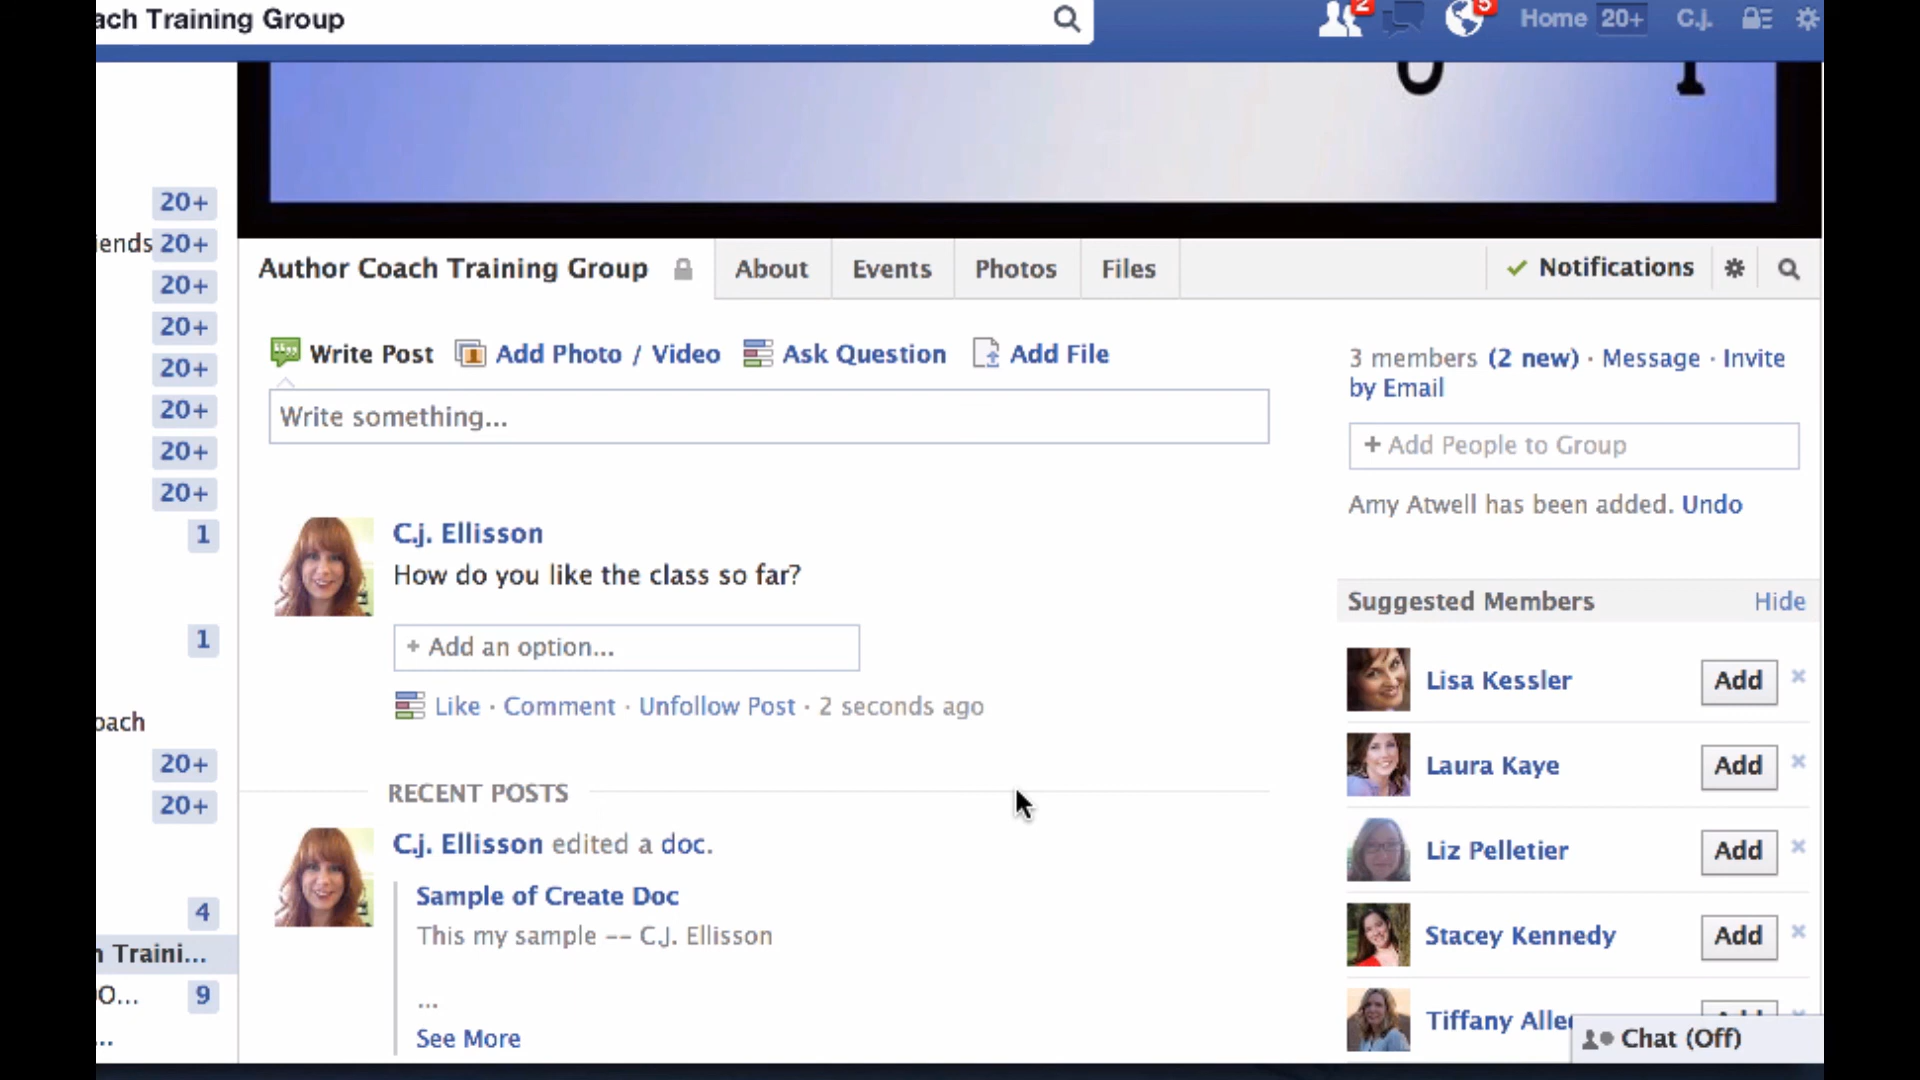 ach Training Group
2
5
Home 20+
C.j.
20+
iends 20+
20+
20+
20+
20+
20+
20+
1
1
oach
20+
20+
4
n Traini...
O... 9
...
Author Coach Training Group
About
Events
Photos
Files
Notifications
Write Post
Add Photo / Video
Ask Question
Add File
Write something...
C.j. Ellisson
How do you like the class so far?
+ Add an option...
Like · Comment · Unfollow Post · 2 seconds ago
RECENT POSTS
C.j. Ellisson edited a doc.
Sample of Create Doc
This my sample -- C.J. Ellisson
...
See More
3 members (2 new) · Message · Invite
by Email
+ Add People to Group
Amy Atwell has been added. Undo
Suggested Members Hide
Lisa Kessler Add
Laura Kaye Add
Liz Pelletier Add
Stacey Kennedy Add
Tiffany Alle
Chat (Off)